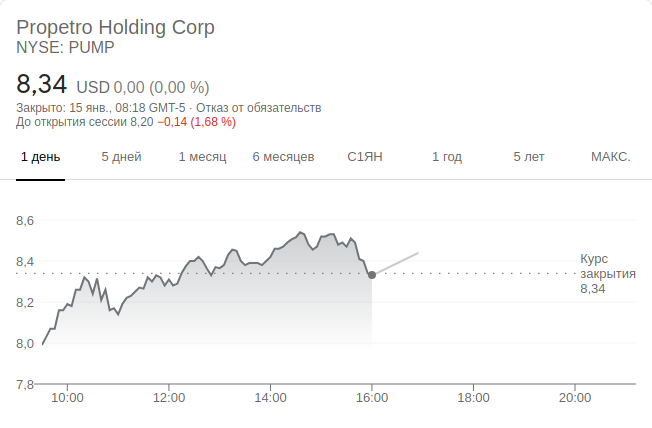 Propetro Holding Corp
NYSE: PUMP
8,34 USD 0,00 (0,00 %)
Закрыто: 15 янв., 08:18 GMT-5 · Отказ от обязательств
До открытия сессии 8,20 −0,14 (1,68 %)
1 день 5 дней 1 месяц 6 месяцев С1ЯН 1 год 5 лет МАКС.
8,6
8,4
Курс
закрытия
8,34
8,2
8,0
7,8
10:00 12:00 14:00 16:00 18:00 20:00